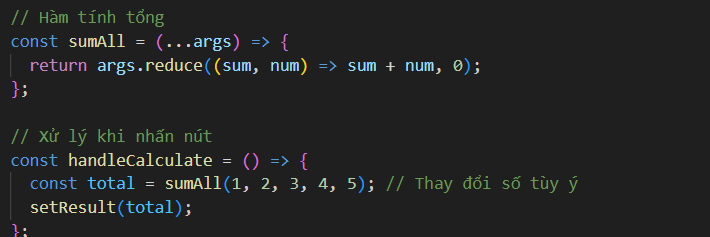 // Hàm tính tổng
const sumAll = (...args) => {
  return args.reduce((sum, num) => sum + num, 0);
};
// Xử lý khi nhấn nút
const handleCalculate = () => {
  const total = sumAll(1, 2, 3, 4, 5); // Thay đổi số tùy ý
  setResult(total);
};